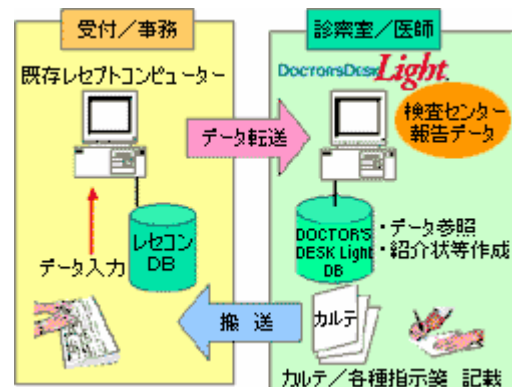 受付／事務
既存レセプトコンピューター
レセコン
DB
データ入力
データ転送
搬 送
診察室／医師
DOCTOR'SDESK Light
検査センター
報告データ
DOCTOR'S
DESK Light
DB
・データ参照
・紹介状等作成
カルテ
カルテ／各種指示箋 記載